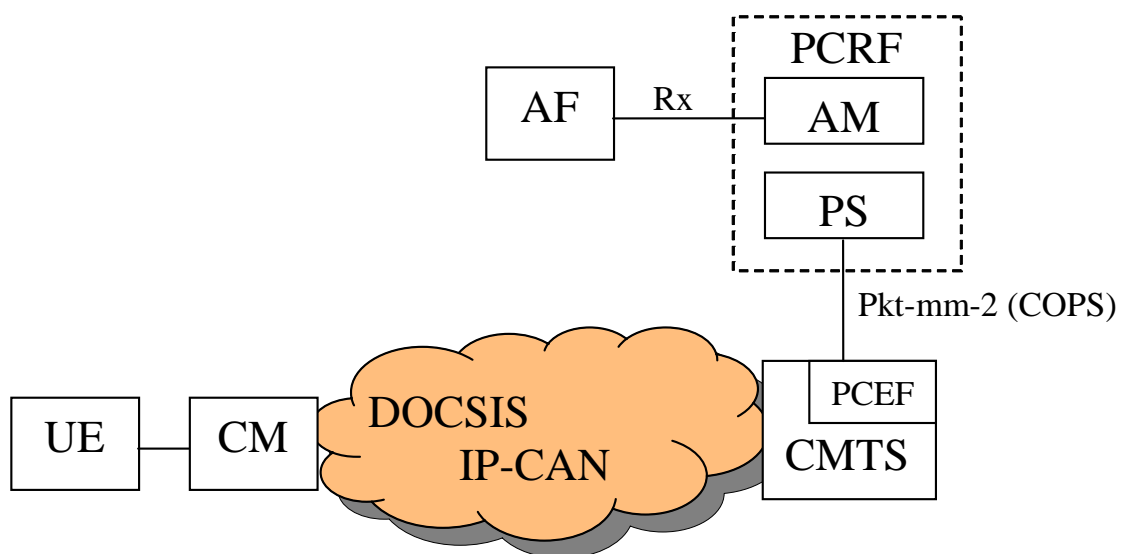 PCRF
AF
Rx
AM
PS
Pkt-mm-2 (COPS)
PCEF
UE
CM
DOCSIS
IP-CAN
CMTS